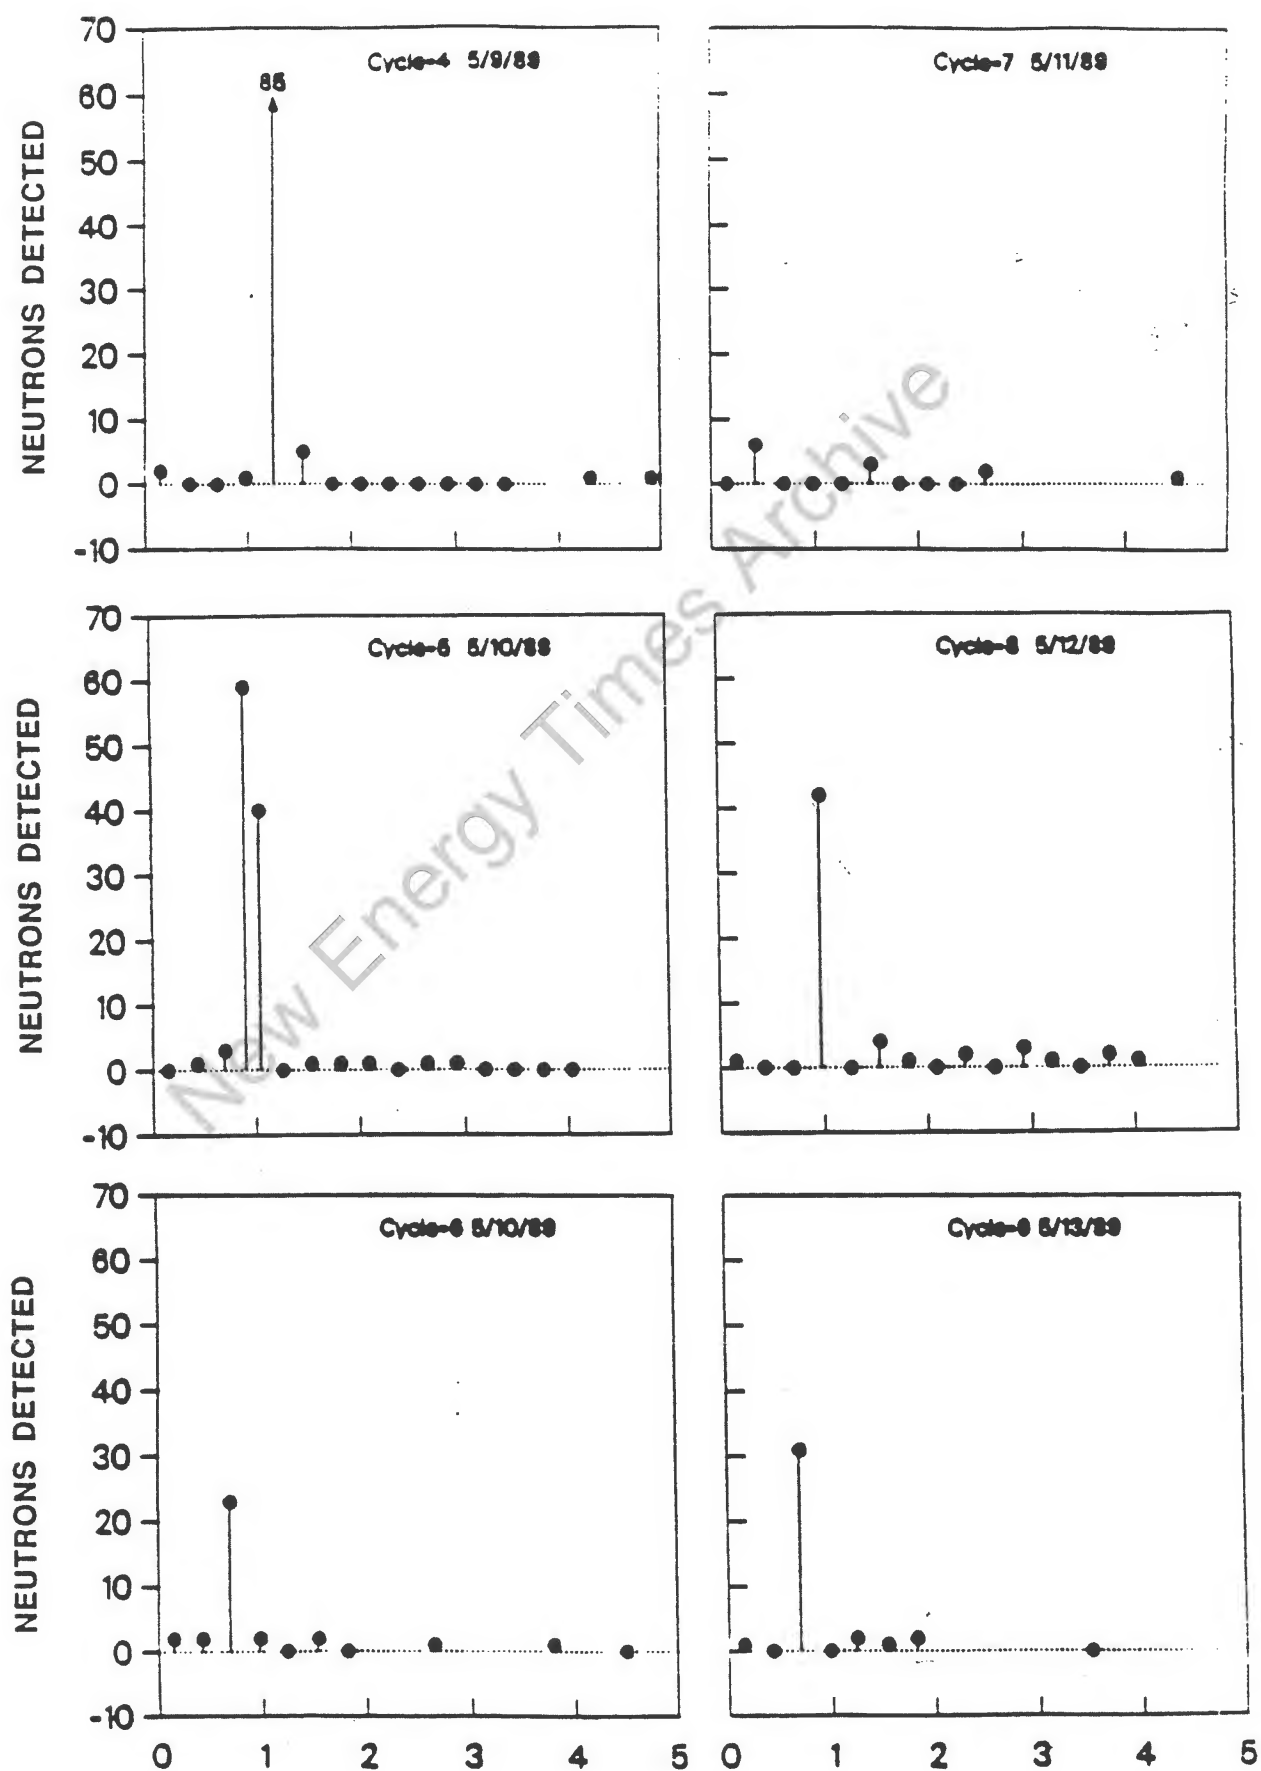 70
60
50
40
30
20
10
0
-10
NEUTRONS DETECTED
Cycle=4 5/9/89
85
Cycle=7 5/11/89
70
60
50
40
30
20
10
0
-10
NEUTRONS DETECTED
Cycle=5 5/10/89
Cycle=8 5/12/89
70
60
50
40
30
20
10
0
-10
NEUTRONS DETECTED
Cycle=6 5/10/89
Cycle=9 5/13/89
0 1 2 3 4 5
0 1 2 3 4 5
New Energy Times Archive